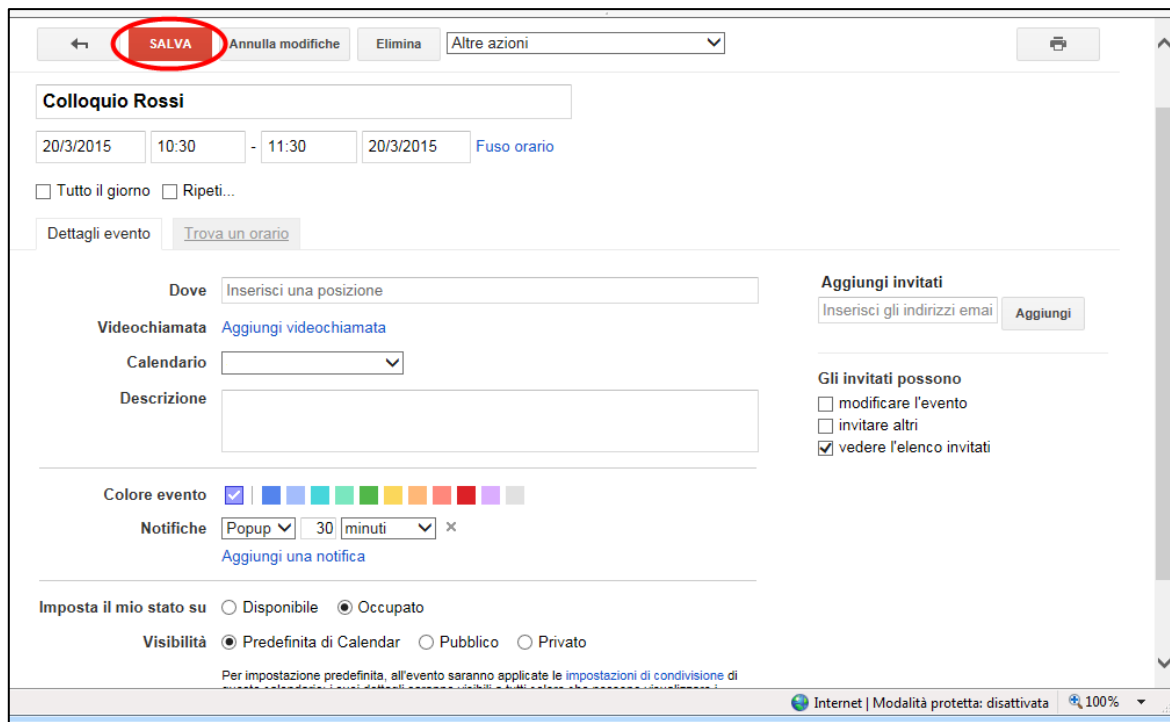 SALVA Annulla modifiche Elimina Altre azioni
Colloquio Rossi
20/3/2015 10:30 - 11:30 20/3/2015 Fuso orario
Tutto il giorno Ripeti...
Dettagli evento Trova un orario
Dove Inserisci una posizione
Videochiamata Aggiungi videochiamata
Calendario
Descrizione
Aggiungi invitati
Inserisci gli indirizzi emai Aggiungi
Gli invitati possono
modificare l'evento
invitare altri
vedere l'elenco invitati
Colore evento
Notifiche Popup 30 minuti ×
Aggiungi una notifica
Imposta il mio stato su Disponibile Occupato
Visibilità Predefinita di Calendar Pubblico Privato
Per impostazione predefinita, all'evento saranno applicate le impostazioni di condivisione di
Internet | Modalità protetta: disattivata 100%